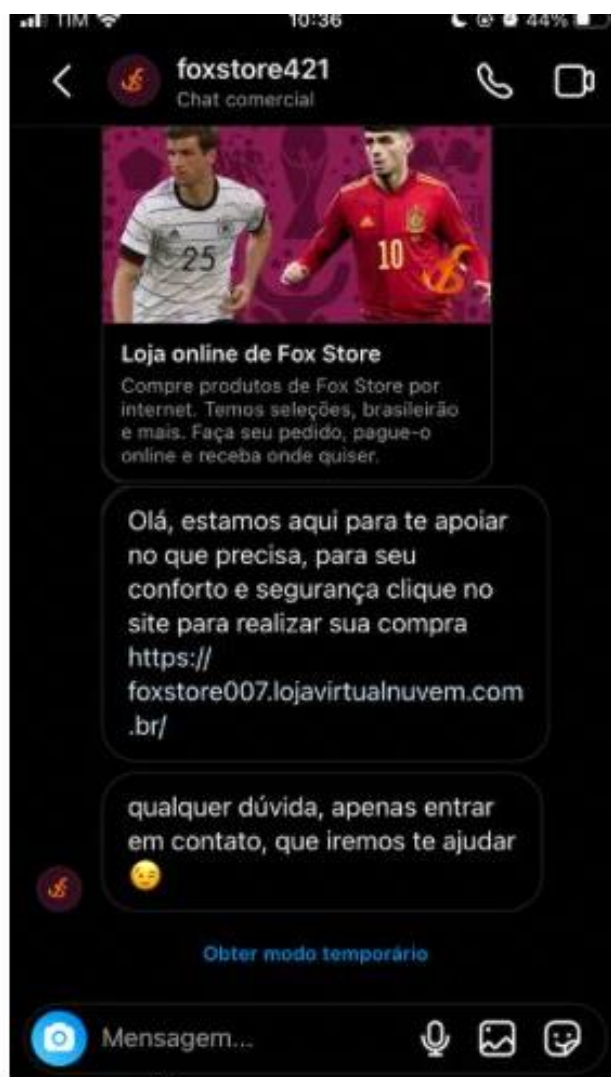 TIM
10:36
44%
foxstore421
Chat comercial
25
10
Loja online de Fox Store
Compre produtos de Fox Store por
internet. Temos seleções, brasileirão
e mais. Faça seu pedido, pague-o
online e receba onde quiser.
Olá, estamos aqui para te apoiar
no que precisa, para seu
conforto e segurança clique no
site para realizar sua compra
https://
foxstore007.lojavirtualnuvem.com
.br/
qualquer dúvida, apenas entrar
em contato, que iremos te ajudar
Obter modo temporário
Mensagem...